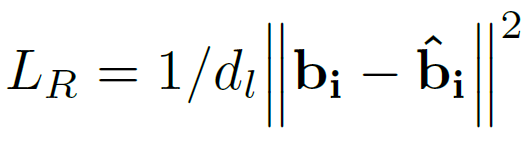 $L_R = 1/d_l \left\| \mathbf{b_i} - \hat{\mathbf{b}}_{\mathbf{i}} \right\|^2$